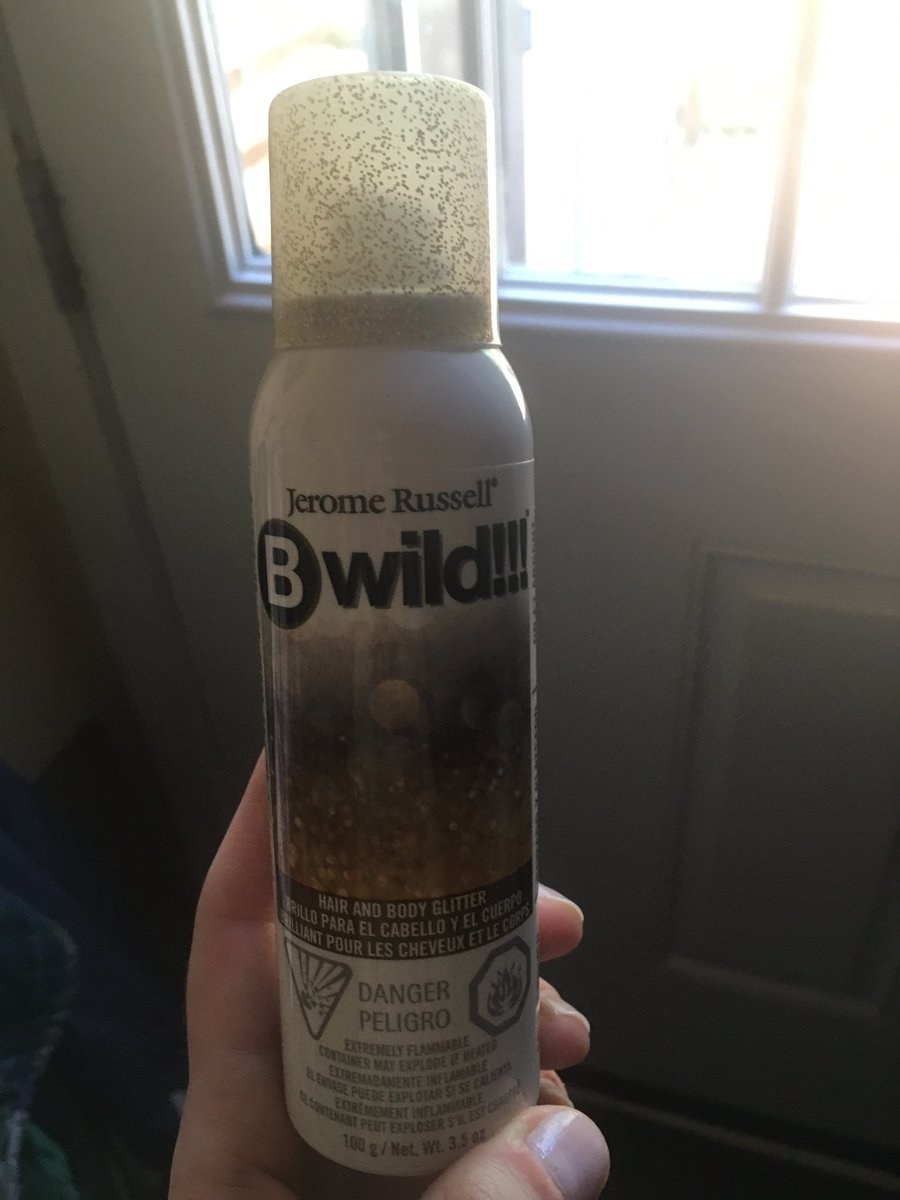 Jerome Russell®
B wild!!!
HAIR AND BODY GLITTER
BRILLO PARA EL CABELLO Y EL CUERPO
BRILLIANT POUR LES CHEVEUX ET LE CORPS
DANGER
PELIGRO
EXTREMELY FLAMMABLE
CONTAINER MAY EXPLODE IF HEATED
EXTREMADAMENTE INFLAMABLE
EL ENVASE PUEDE EXPLOTAR SI SE CALIENTA
EXTRÊMEMENT INFLAMMABLE
CE CONTENANT PEUT EXPLOSER S'IL EST CHAUFFÉ
100 g / Net. Wt. 3.5 oz